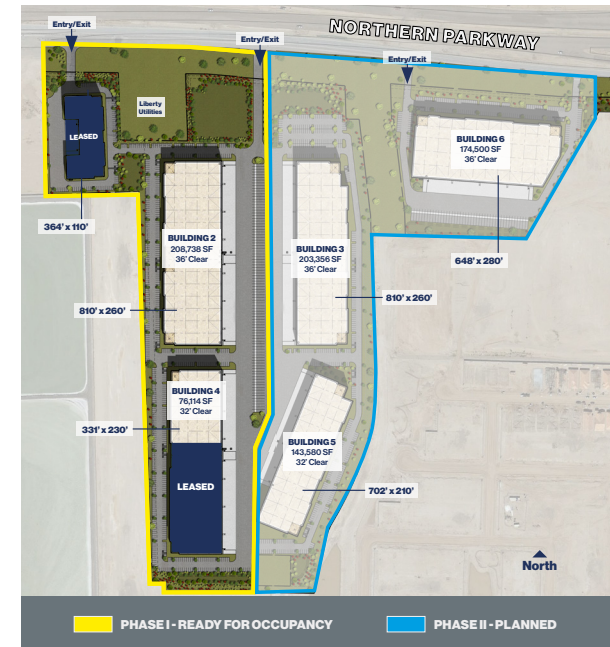 NORTHERN PARKWAY
Entry/Exit
Entry/Exit
Entry/Exit
Liberty
Utilities
LEASED
364' x 110'
BUILDING 2
208,738 SF
36' Clear
810' x 260'
BUILDING 3
203,356 SF
36' Clear
810' x 260'
BUILDING 6
174,500 SF
36' Clear
648' x 280'
BUILDING 4
76,114 SF
32' Clear
331' x 230'
LEASED
BUILDING 5
143,580 SF
32' Clear
702' x 210'
North
PHASE I - READY FOR OCCUPANCY
PHASE II - PLANNED